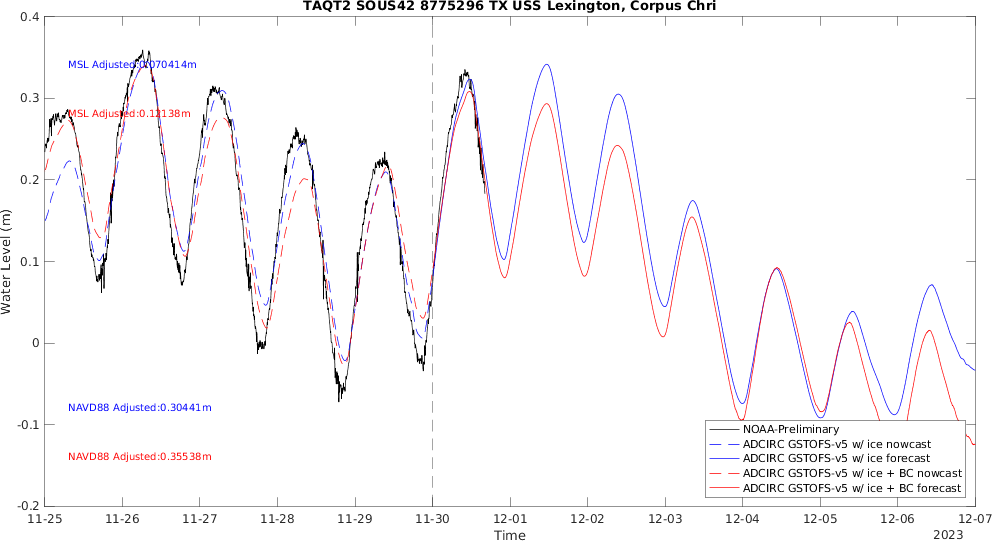 TAQT2 SOUS42 8775296 TX USS Lexington, Corpus Chri
0.4
0.3
0.2
0.1
0
-0.1
-0.2
Water Level (m)
MSL Adjusted:0.070414m
MSL Adjusted:0.12138m
NAVD88 Adjusted:0.30441m
NAVD88 Adjusted:0.35538m
NOAA-Preliminary
ADCIRC GSTOFS-v5 w/ ice nowcast
ADCIRC GSTOFS-v5 w/ ice forecast
ADCIRC GSTOFS-v5 w/ ice + BC nowcast
ADCIRC GSTOFS-v5 w/ ice + BC forecast
11-25 11-26 11-27 11-28 11-29 11-30 12-01 12-02 12-03 12-04 12-05 12-06 12-07
Time
2023